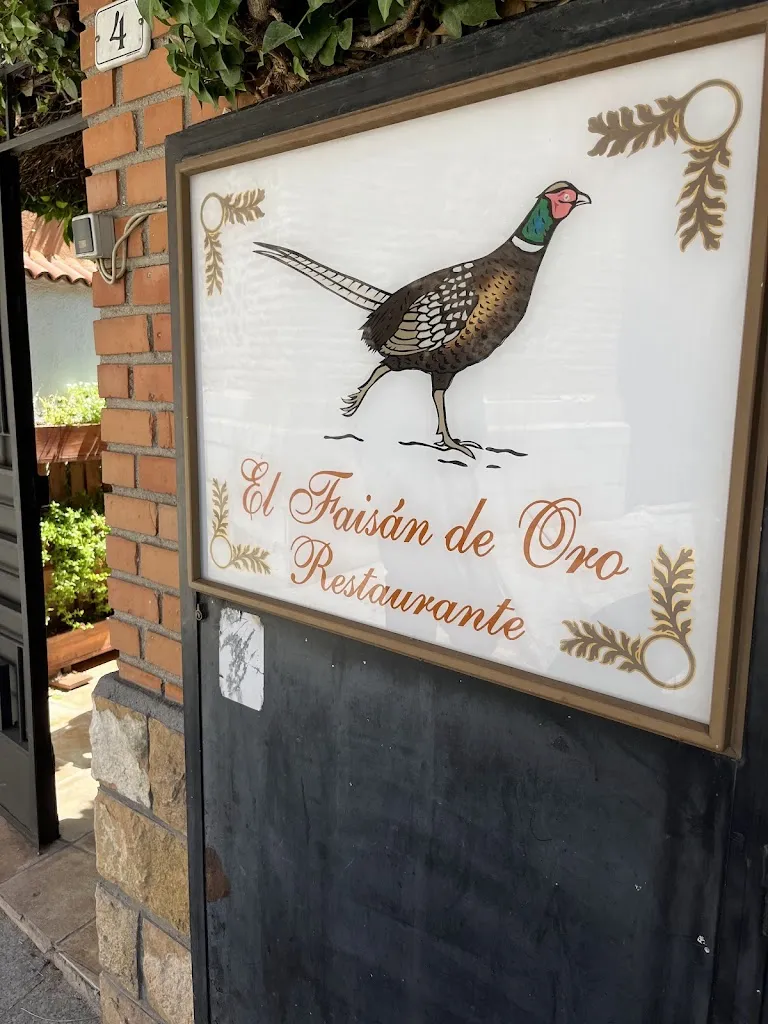 4
El Faisán de Oro
Restaurante